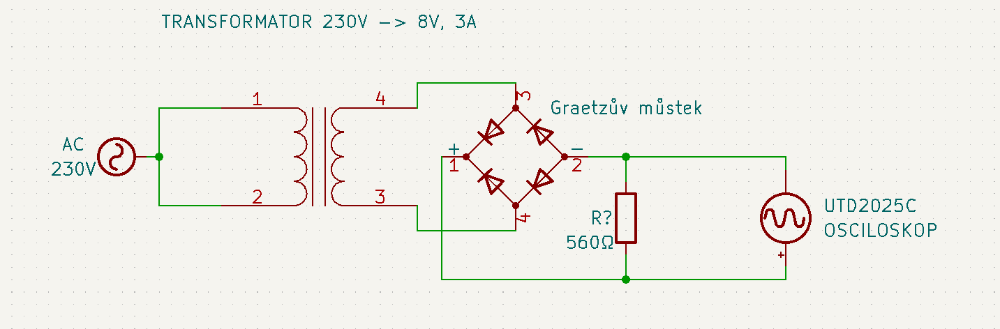 TRANSFORMATOR 230V -> 8V, 3A
3
1
4
Graetzův můstek
AC
230V
+
-
1
2
2
3
4
R?
560Ω
UTD2025C
OSCILOSKOP
+